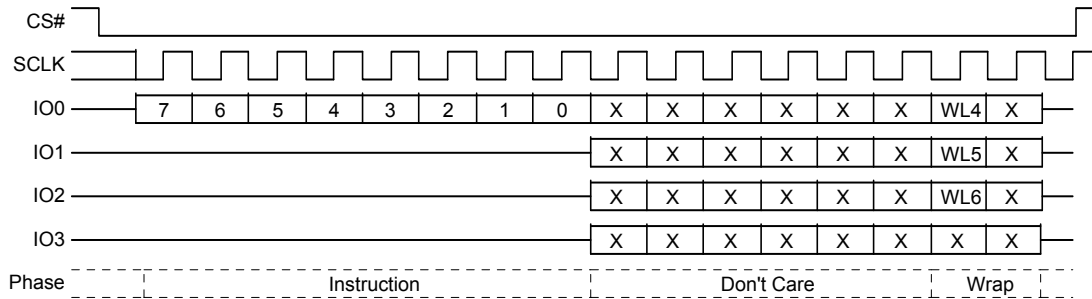 CS#
SCLK
IO0 7 6 5 4 3 2 1 0 X X X X X X WL4 X
IO1 X X X X X X WL5 X
IO2 X X X X X X WL6 X
IO3 X X X X X X X X
Phase Instruction Don't Care Wrap